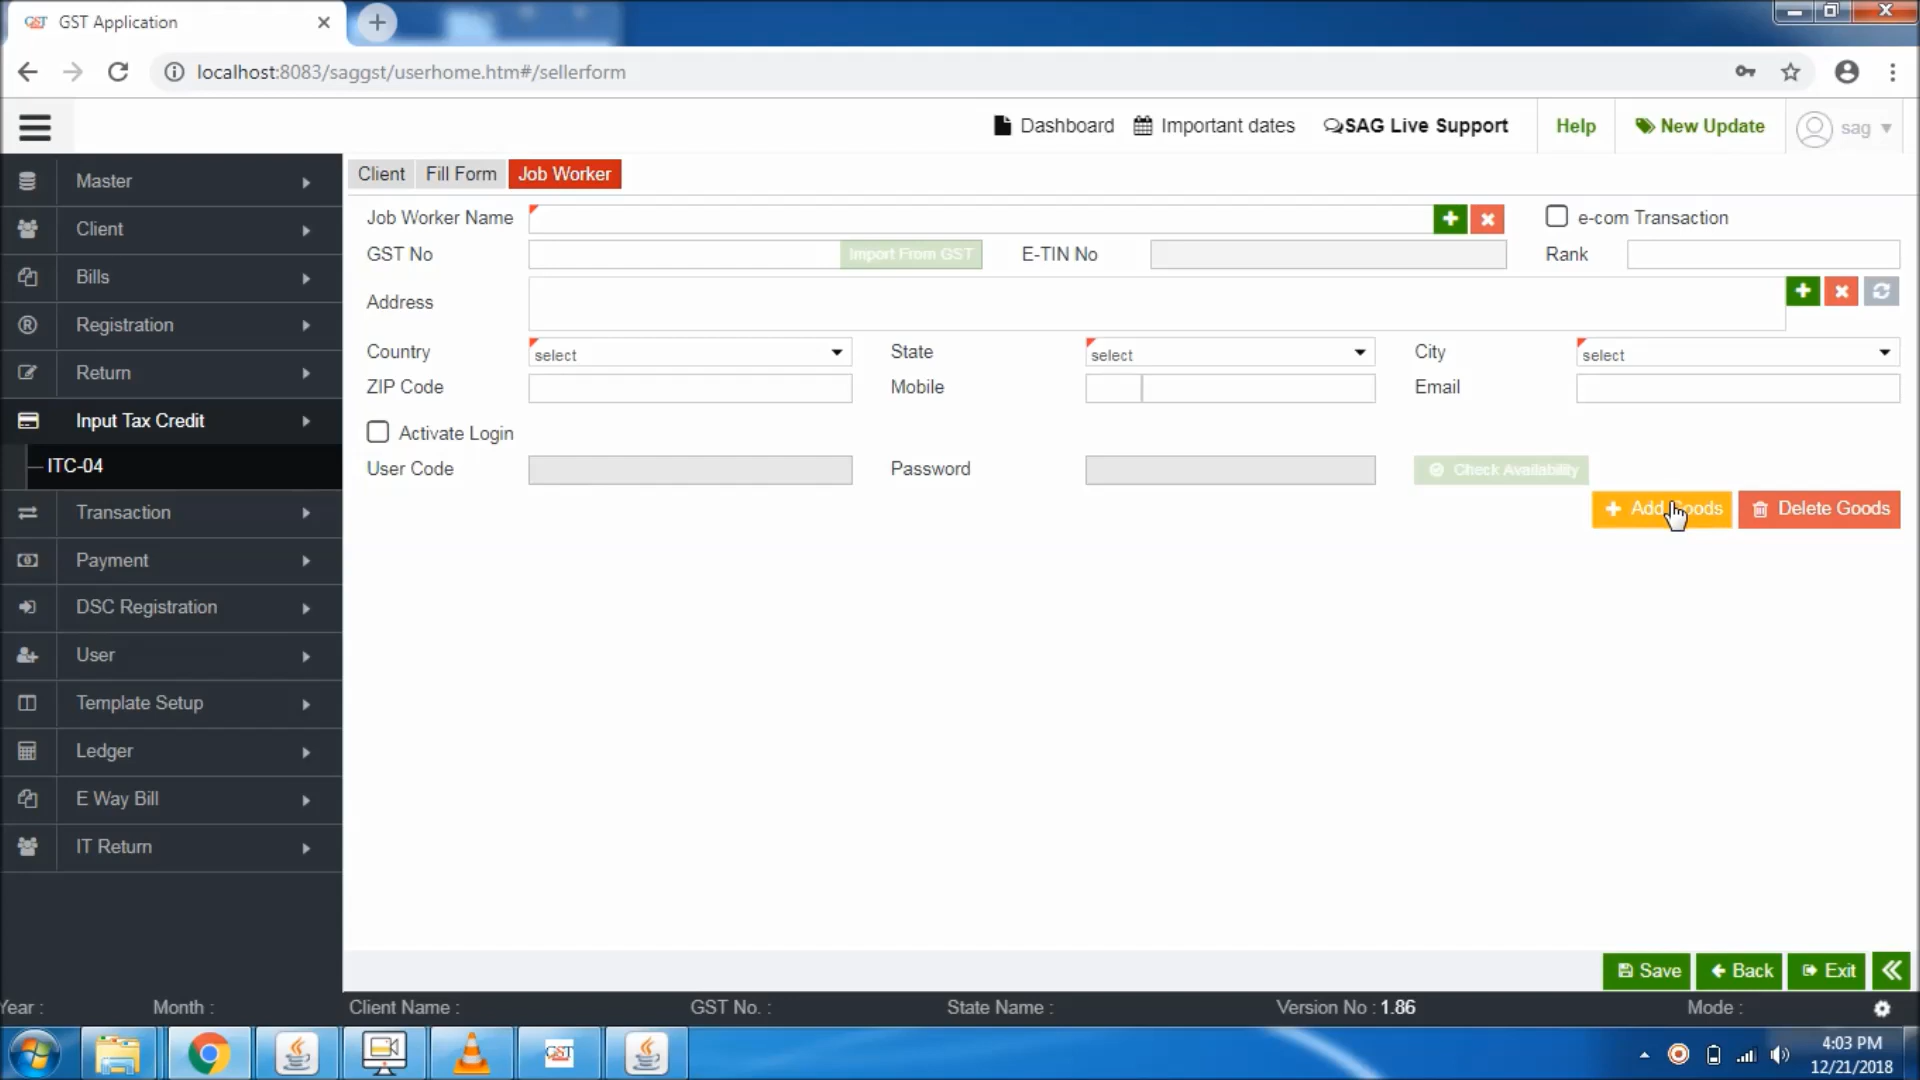 GST GST Application
localhost:8083/saggst/userhome.htm#/sellerform
Dashboard Important dates SAG Live Support Help New Update sag
Master
Client
Bills
Registration
Return
Input Tax Credit
ITC-04
Transaction
Payment
DSC Registration
User
Template Setup
Ledger
E Way Bill
IT Return
Client Fill Form Job Worker
Job Worker Name e-com Transaction
GST No Import From GST E-TIN No Rank
Address
Country select State select City select
ZIP Code Mobile Email
Activate Login
User Code Password Check Availability
Add Goods Delete Goods
Save Back Exit
Year : Month : Client Name : GST No. : State Name : Version No : 1.86 Mode :
GST
4:03 PM
12/21/2018